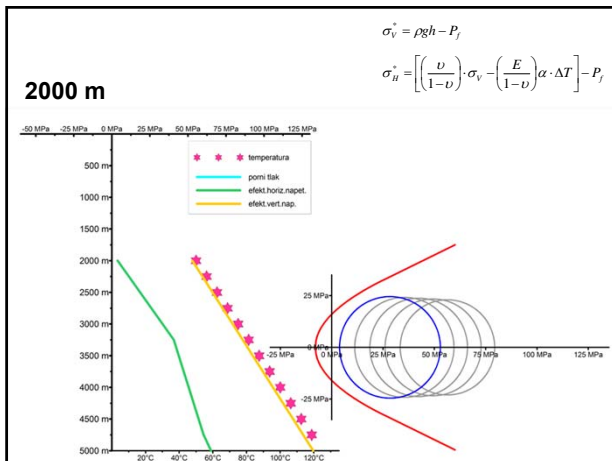 σ*V = ρgh − Pf
σ*H = [(υ/1−υ)·σV − (E/1−υ)α·ΔT] − Pf
2000 m
-50 MPa -25 MPa 0 MPa 25 MPa 50 MPa 75 MPa 100 MPa 125 MPa
temperatura
porni tlak
efekt.horiz.napet.
efekt.vert.nap.
500 m
1000 m
1500 m
2000 m
2500 m
3000 m
3500 m
4000 m
4500 m
5000 m
20°C 40°C 60°C 80°C 100°C 120°C
25 MPa
-25 MPa 0 MPa 25 MPa 50 MPa 75 MPa 100 MPa 125 MPa
-25 MPa